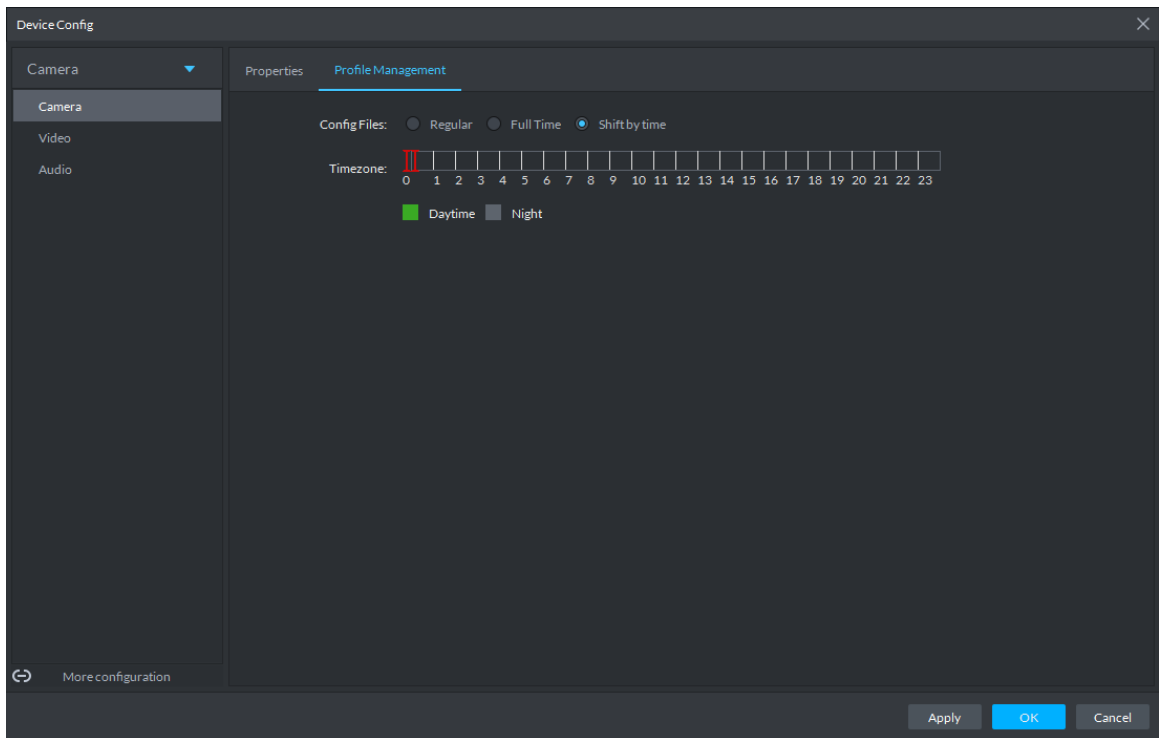 Device Config
Camera
Properties Profile Management
Camera
Video
Audio
Config Files: Regular Full Time Shift by time
Timezone:
0 1 2 3 4 5 6 7 8 9 10 11 12 13 14 15 16 17 18 19 20 21 22 23
Daytime Night
More configuration
Apply OK Cancel